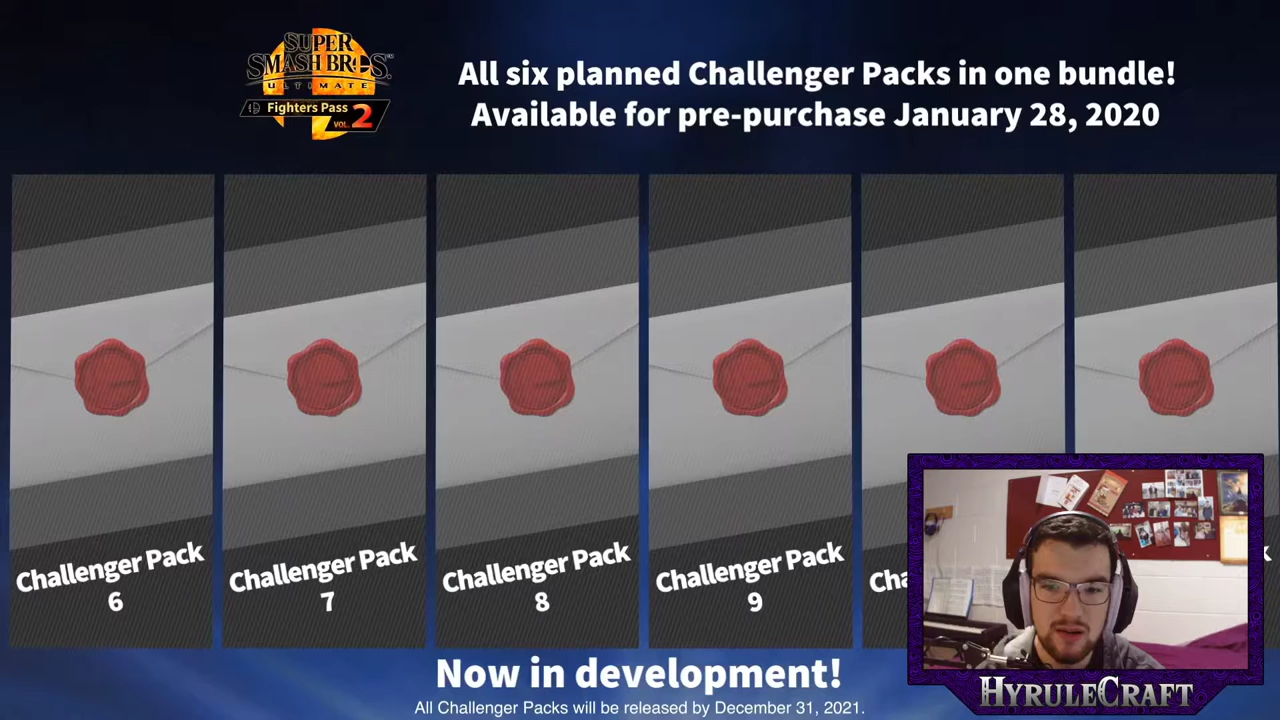 SUPER
SMASH BROS.
ULTIMATE
Fighters Pass
VOL. 2
All six planned Challenger Packs in one bundle!
Available for pre-purchase January 28, 2020
Challenger Pack
6
Challenger Pack
7
Challenger Pack
8
Challenger Pack
9
Now in development!
All Challenger Packs will be released by December 31, 2021.
HYRULECRAFT